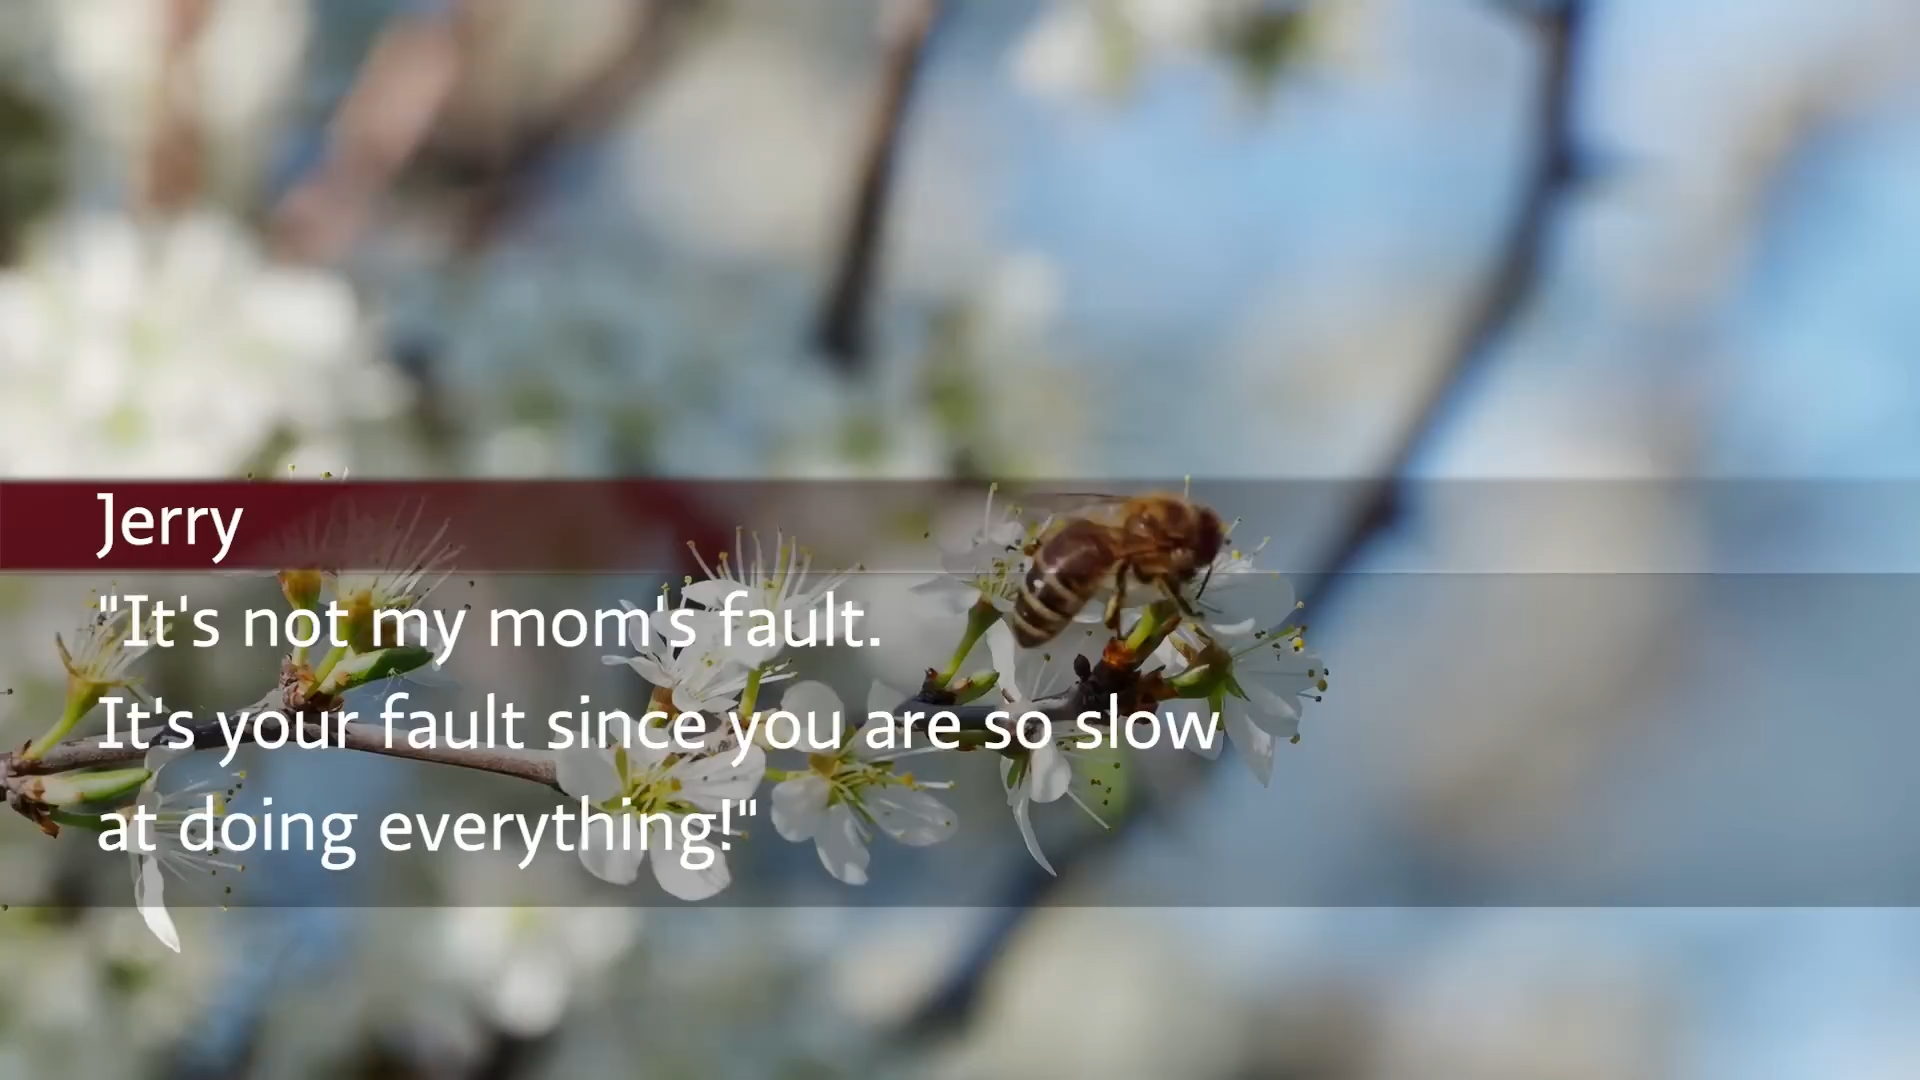 Jerry
"It's not my mom's fault.
It's your fault since you are so slow
at doing everything!"